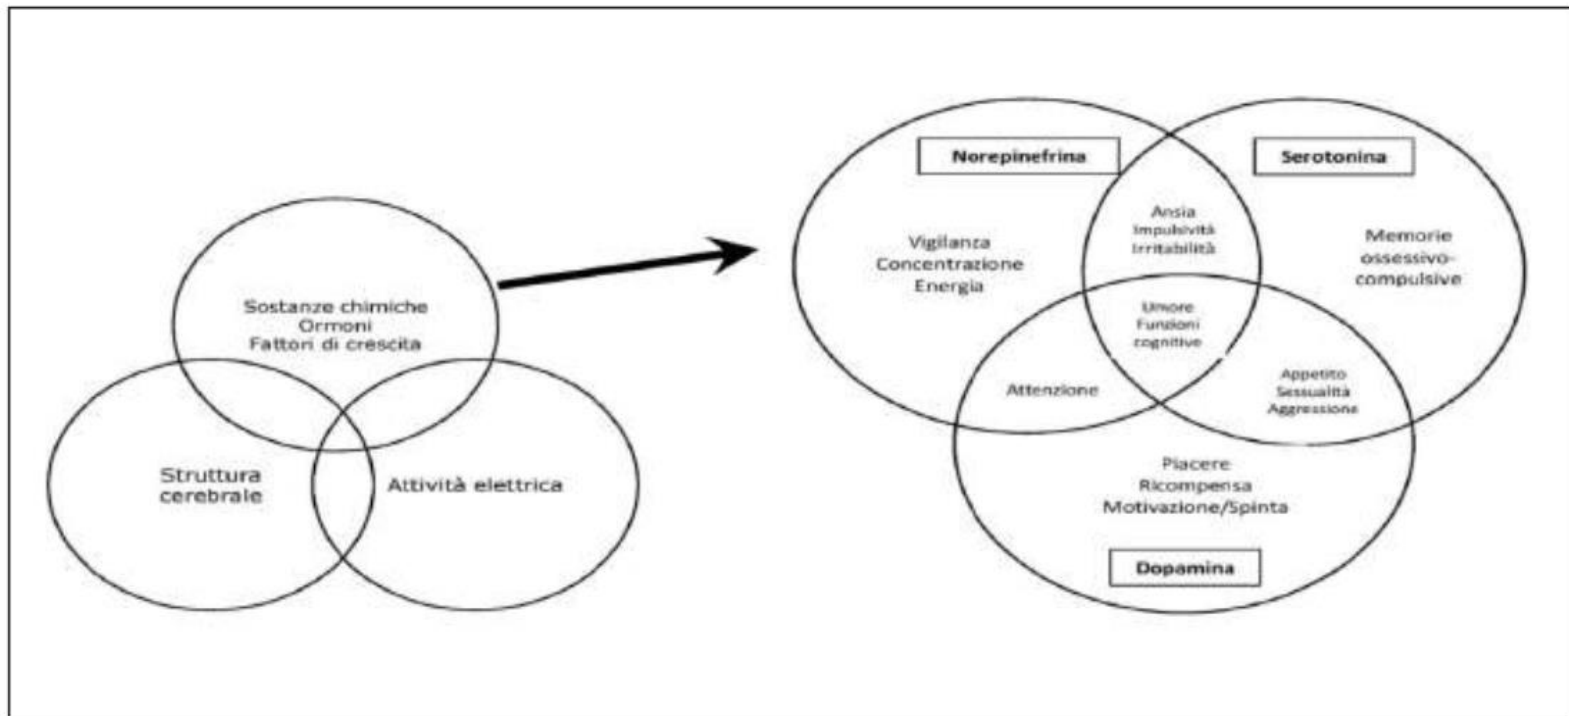 Sostanze chimiche
Ormoni
Fattori di crescita
Struttura
cerebrale
Attività elettrica
Norepinefrina
Serotonina
Vigilanza
Concentrazione
Energia
Ansia
Impulsività
Irritabilità
Memorie
ossessivo-
compulsive
Umore
Funzioni
cognitive
Attenzione
Appetito
Sessualità
Aggressione
Piacere
Ricompensa
Motivazione/Spinta
Dopamina